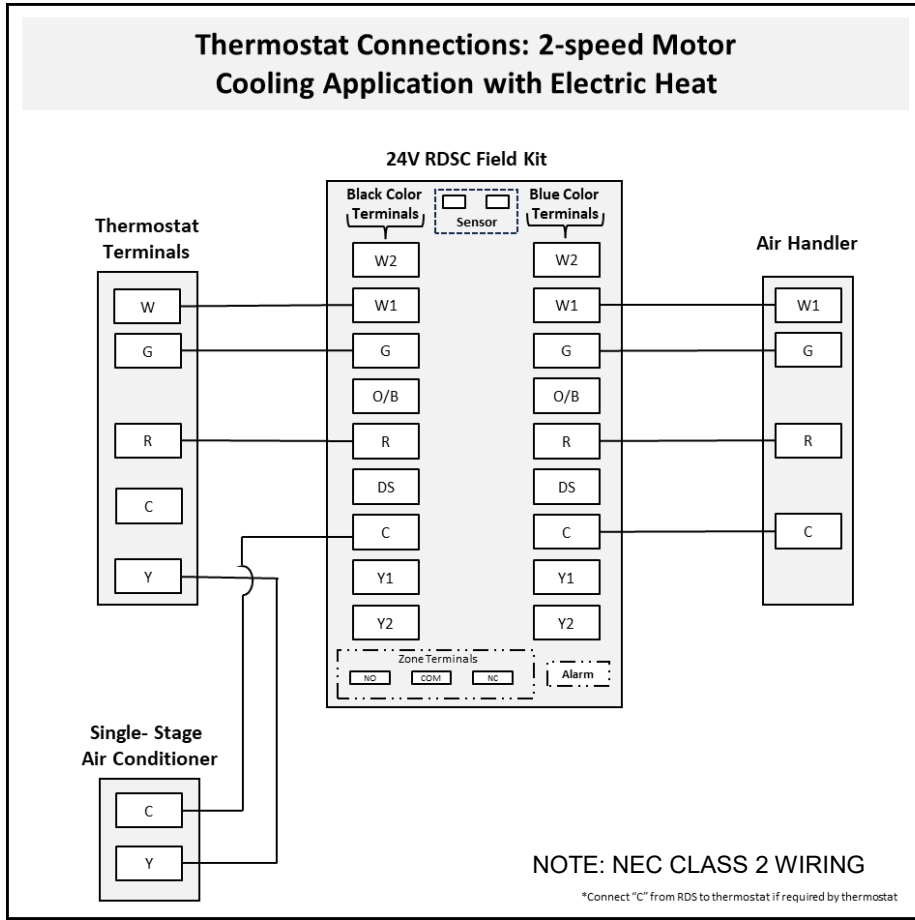 Thermostat Connections: 2-speed Motor
Cooling Application with Electric Heat
24V RDSC Field Kit
Black Color
Terminals
Sensor
Blue Color
Terminals
Thermostat
Terminals
W
G
R
C
Y
W2
W1
G
O/B
R
DS
C
Y1
Y2
W2
W1
G
O/B
R
DS
C
Y1
Y2
Zone Terminals
NO
COM
NC
Alarm
Air Handler
W1
G
R
C
Single- Stage
Air Conditioner
C
Y
NOTE: NEC CLASS 2 WIRING
*Connect “C” from RDS to thermostat if required by thermostat